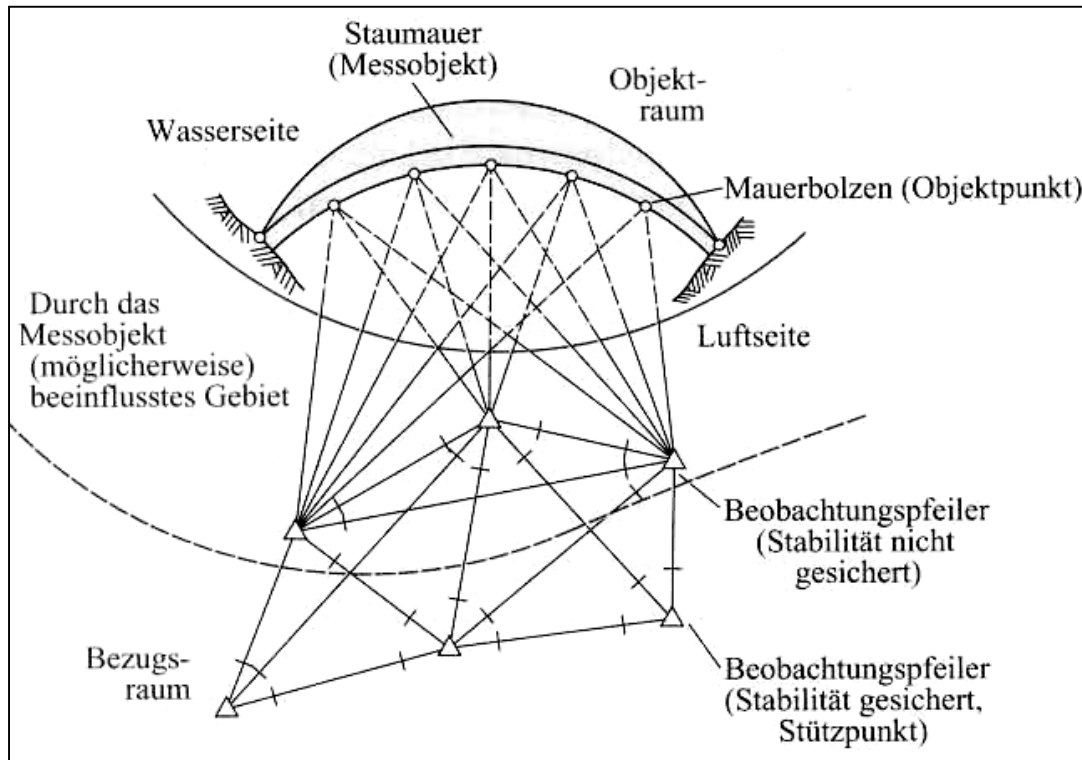 Staumauer
(Messobjekt)
Objekt-
raum
Wasserseite
Mauerbolzen (Objektpunkt)
Durch das
Messobjekt
(möglicherweise)
beeinflusstes Gebiet
Luftseite
Beobachtungspfeiler
(Stabilität nicht
gesichert)
Bezugs-
raum
Beobachtungspfeiler
(Stabilität gesichert,
Stützpunkt)